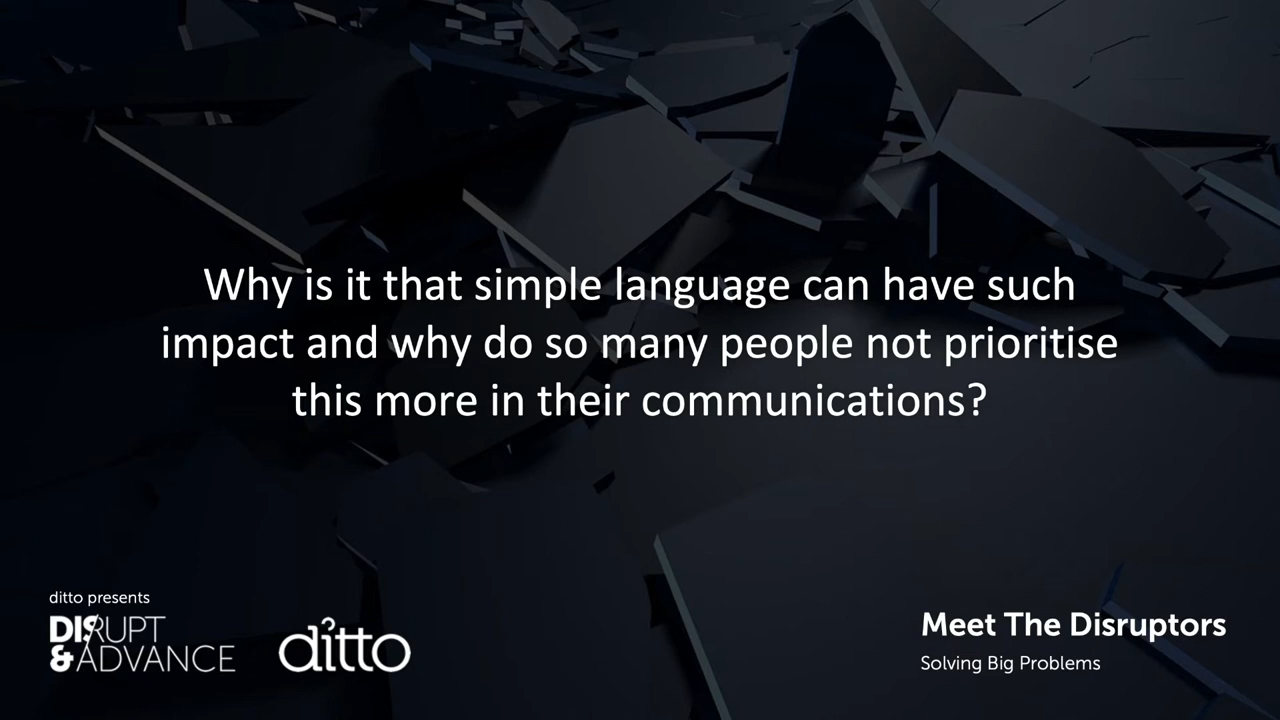 Why is it that simple language can have such
impact and why do so many people not prioritise
this more in their communications?
ditto presents
DISRUPT
&ADVANCE
ditto
Meet The Disruptors
Solving Big Problems